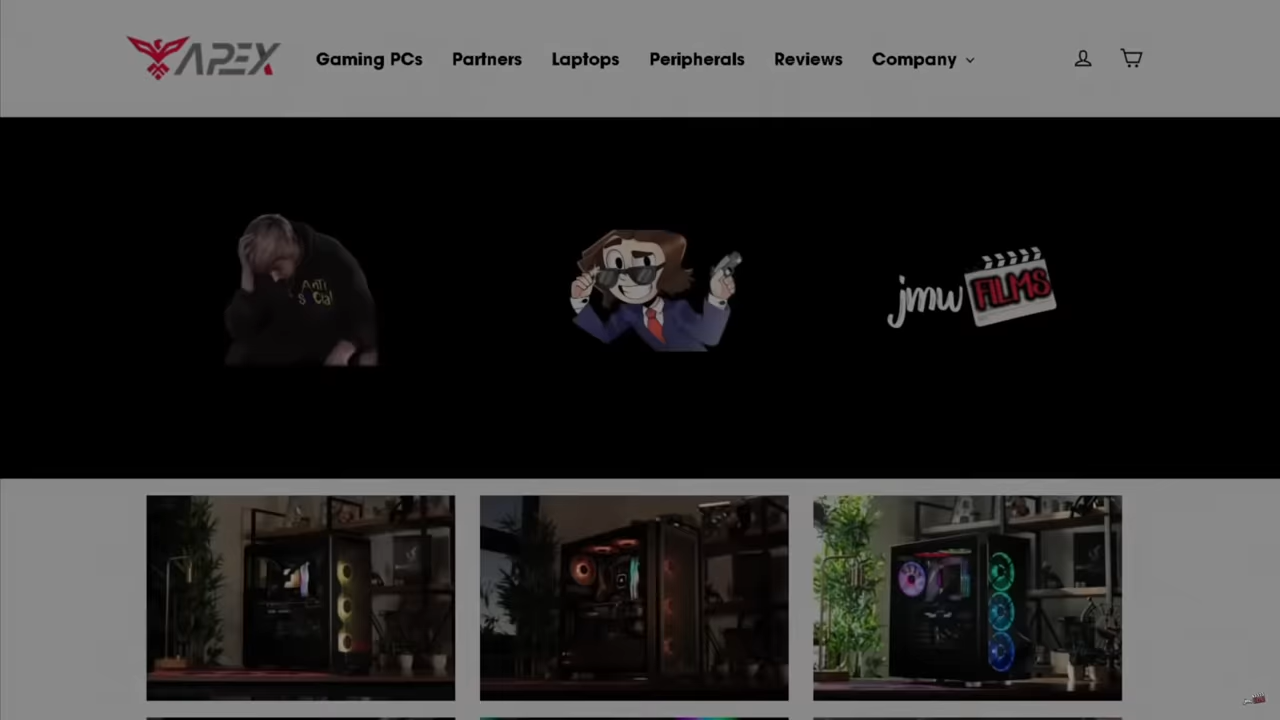 APEX
Gaming PCs
Partners
Laptops
Peripherals
Reviews
Company
jmw FILMS